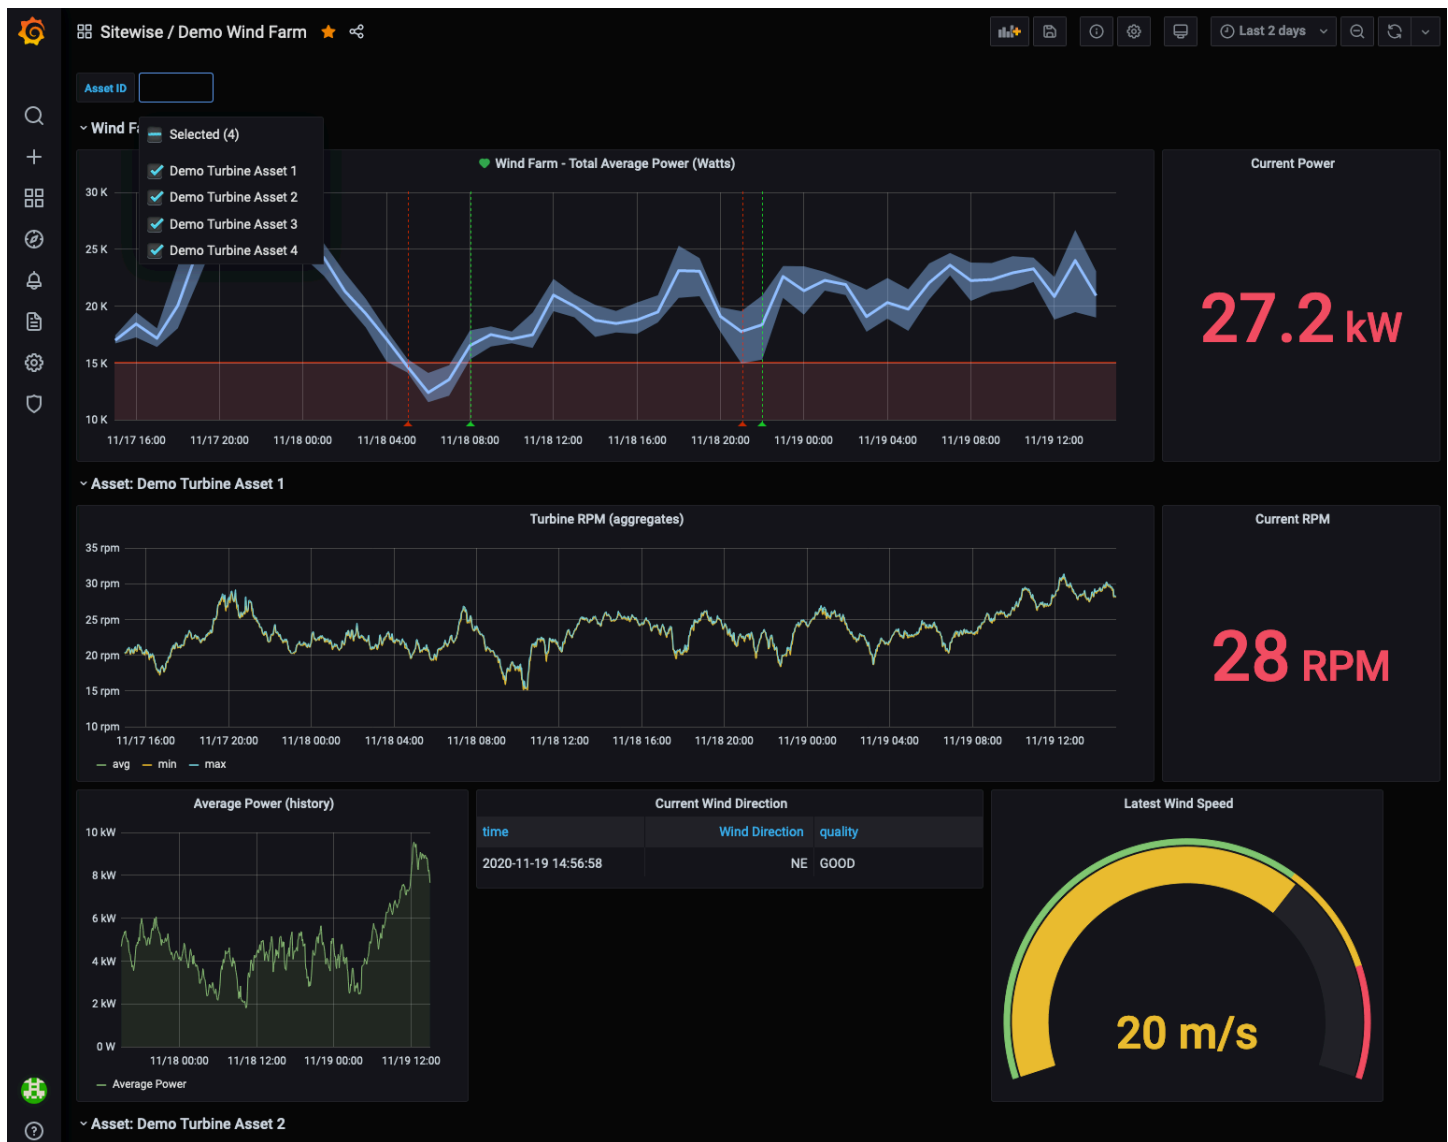 Sitewise / Demo Wind Farm
Last 2 days
Asset ID
Wind Fa
Selected (4)
Demo Turbine Asset 1
Demo Turbine Asset 2
Demo Turbine Asset 3
Demo Turbine Asset 4
Wind Farm - Total Average Power (Watts)
30 K
25 K
20 K
15 K
10 K
11/17 16:00 11/17 20:00 11/18 00:00 11/18 04:00 11/18 08:00 11/18 12:00 11/18 16:00 11/18 20:00 11/19 00:00 11/19 04:00 11/19 08:00 11/19 12:00
Current Power
27.2 kW
Asset: Demo Turbine Asset 1
Turbine RPM (aggregates)
35 rpm
30 rpm
25 rpm
20 rpm
15 rpm
10 rpm
11/17 16:00 11/17 20:00 11/18 00:00 11/18 04:00 11/18 08:00 11/18 12:00 11/18 16:00 11/18 20:00 11/19 00:00 11/19 04:00 11/19 08:00 11/19 12:00
avg min max
Current RPM
28 RPM
Average Power (history)
10 kW
8 kW
6 kW
4 kW
2 kW
0 W
11/18 00:00 11/18 12:00 11/19 00:00 11/19 12:00
Average Power
Current Wind Direction
time Wind Direction quality
2020-11-19 14:56:58 NE GOOD
Latest Wind Speed
20 m/s
Asset: Demo Turbine Asset 2